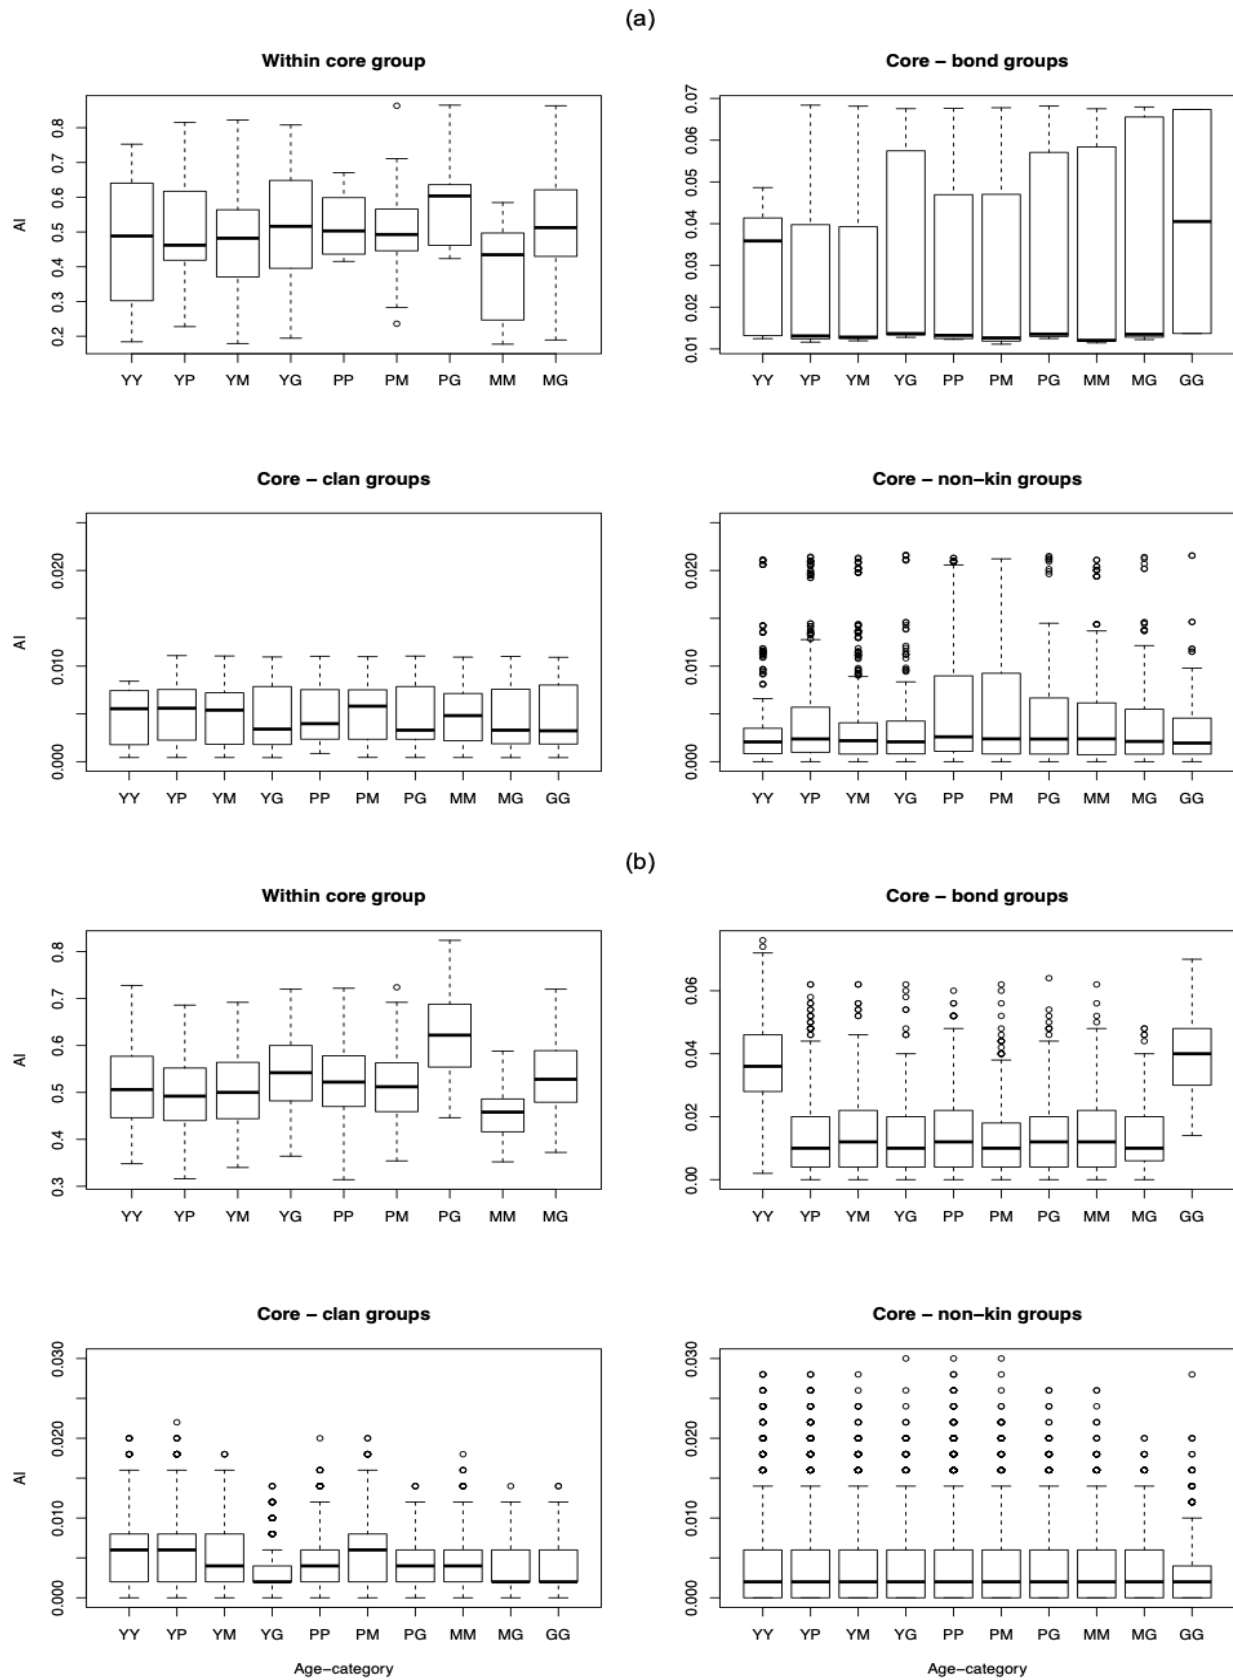 (a)
Within core group
AI
0.2 0.3 0.4 0.5 0.6 0.7 0.8
YY YP YM YG PP PM PG MM MG
Core – bond groups
0.01 0.02 0.03 0.04 0.05 0.07
YY YP YM YG PP PM PG MM MG GG
Core – clan groups
AI
0.000 0.010 0.020
YY YP YM YG PP PM PG MM MG GG
Core – non–kin groups
0.000 0.010 0.020
YY YP YM YG PP PM PG MM MG GG
(b)
Within core group
AI
0.3 0.4 0.5 0.6 0.7 0.8
YY YP YM YG PP PM PG MM MG
Core – bond groups
0.00 0.02 0.04 0.06
YY YP YM YG PP PM PG MM MG GG
Core – clan groups
AI
0.000 0.010 0.020 0.030
YY YP YM YG PP PM PG MM MG GG
Age–category
Core – non–kin groups
0.000 0.010 0.020 0.030
YY YP YM YG PP PM PG MM MG GG
Age–category